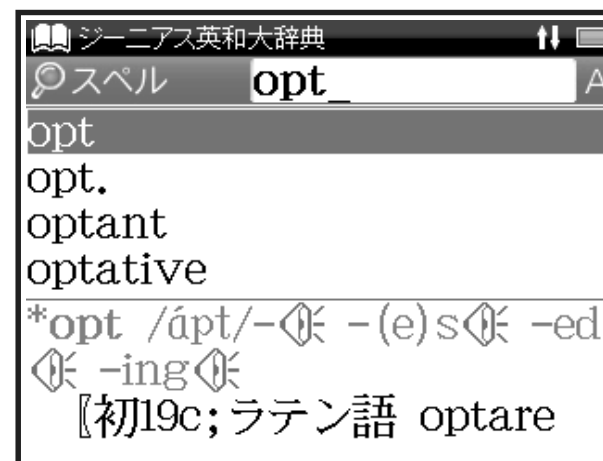 ジーニアス英和大辞典
スペル opt_ A
opt
opt.
optant
optative
*opt /ápt/- -(e)s -ed
-ing
〖初19c;ラテン語 optare